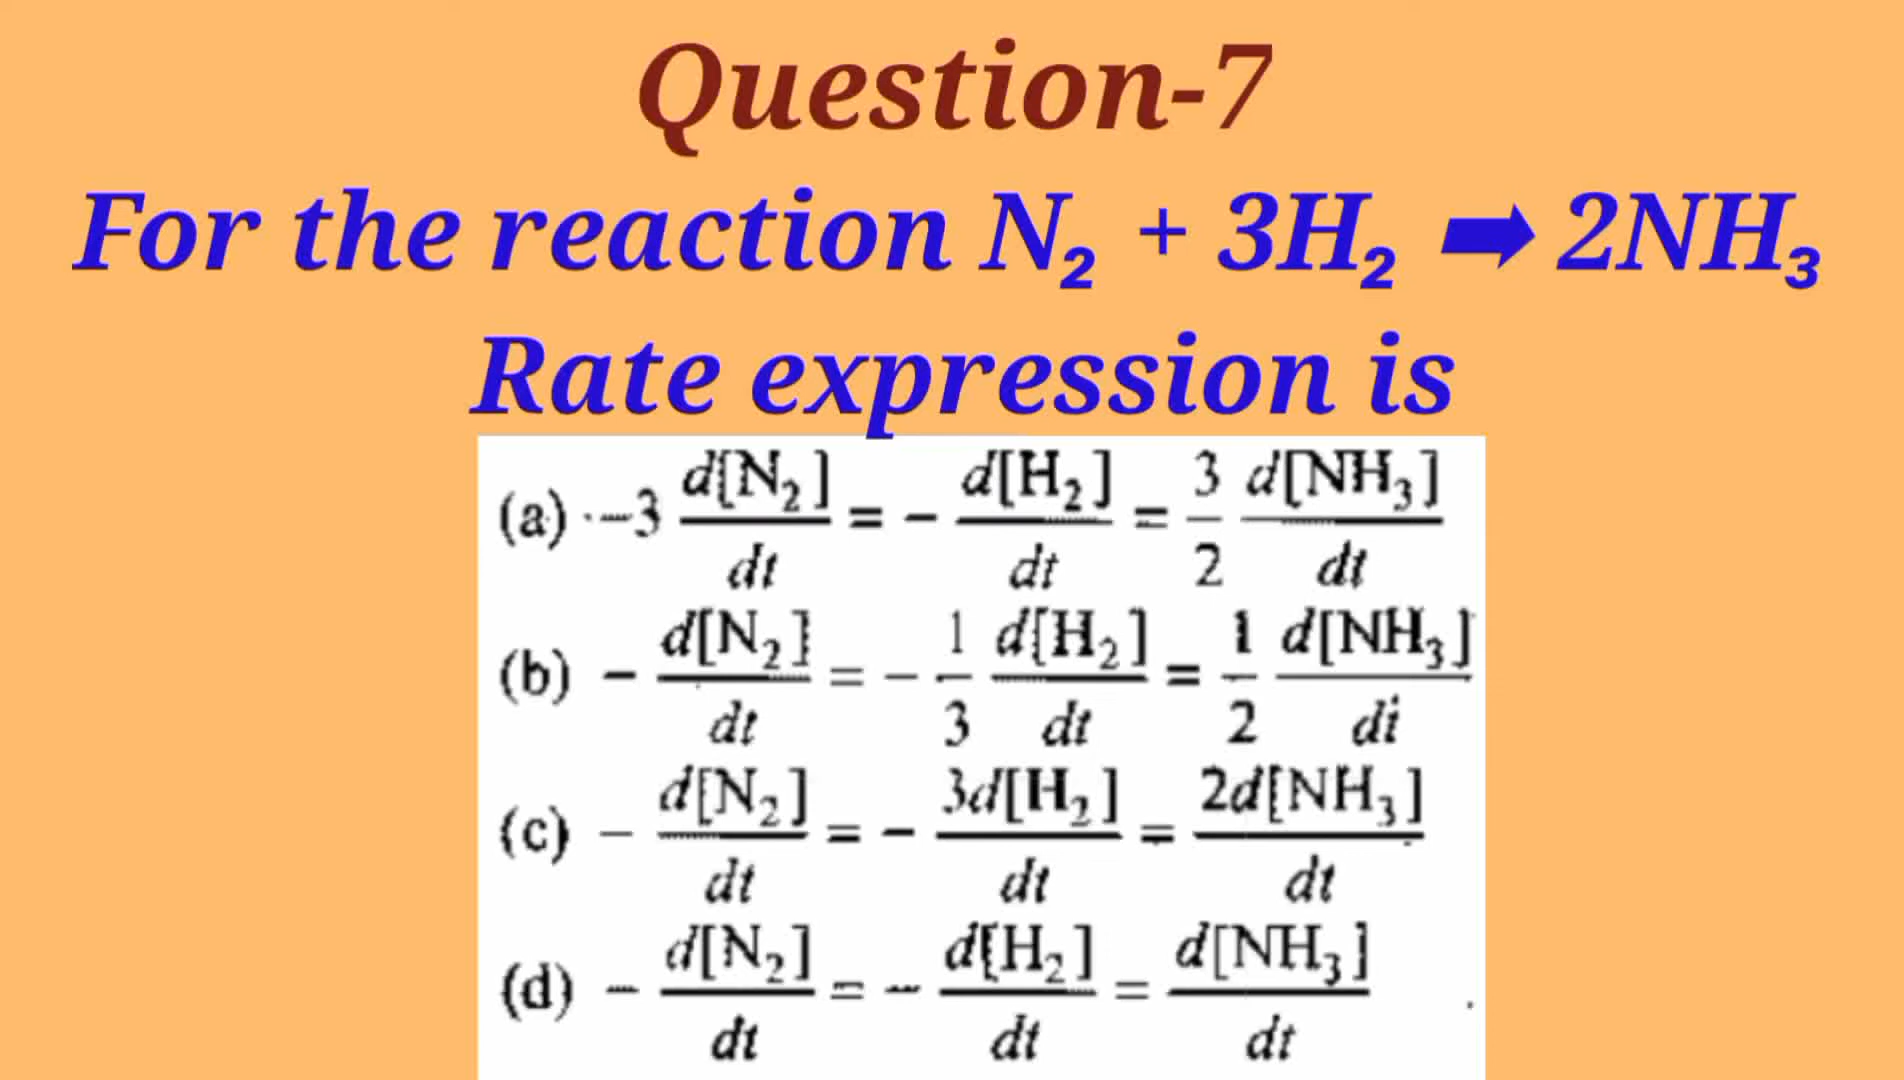 Question-7
For the reaction N₂ + 3H₂ ➡ 2NH₃
Rate expression is
(a) −3 d[N₂]/dt = − d[H₂]/dt = 3/2 d[NH₃]/dt
(b) − d[N₂]/dt = − 1/3 d[H₂]/dt = 1/2 d[NH₃]/dt
(c) − d[N₂]/dt = − 3d[H₂]/dt = 2d[NH₃]/dt
(d) − d[N₂]/dt = − d[H₂]/dt = d[NH₃]/dt